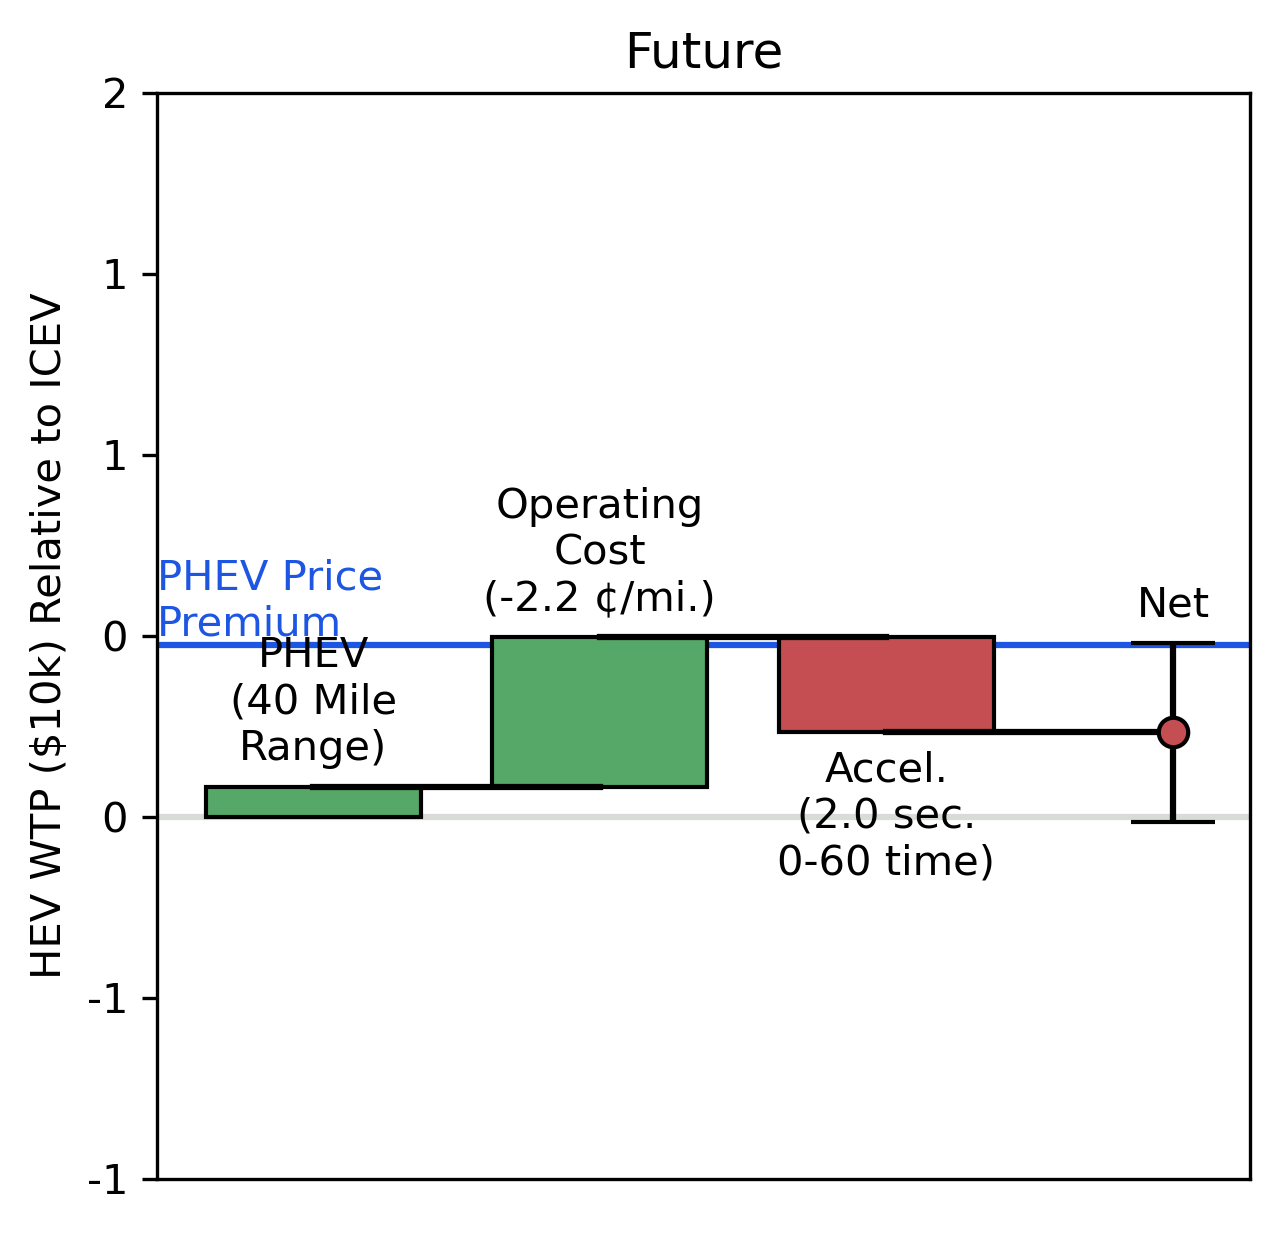 Future
2
1
1
0
0
-1
-1
HEV WTP ($10k) Relative to ICEV
PHEV Price
Premium
PHEV
(40 Mile
Range)
Operating
Cost
(-2.2 ¢/mi.)
Accel.
(2.0 sec.
0-60 time)
Net